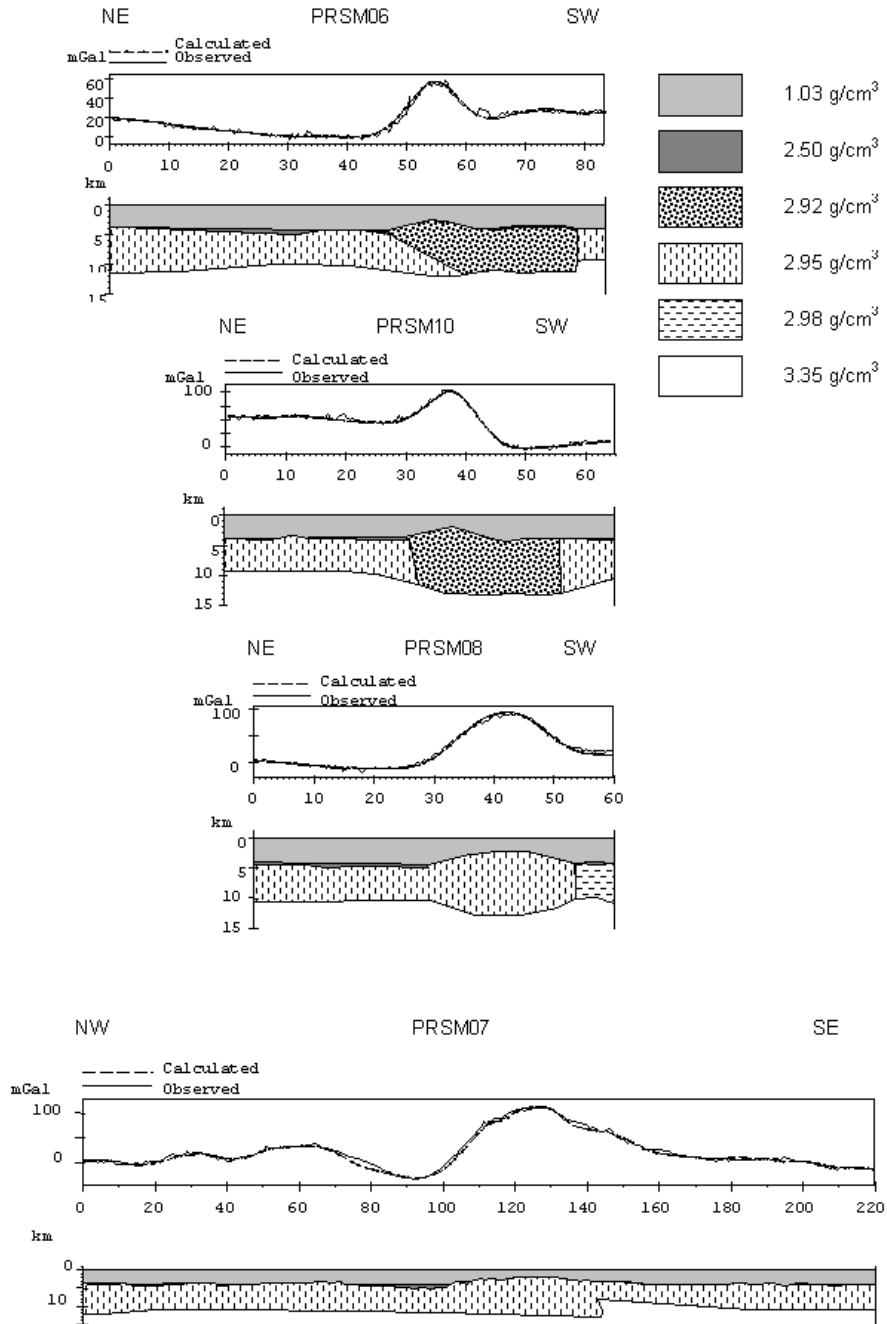 NE PRSM06 SW
Calculated
mGal Observed
60
40
20
0
0 10 20 30 40 50 60 70 80
km
0
5
10
15
1.03 g/cm³
2.50 g/cm³
2.92 g/cm³
2.95 g/cm³
2.98 g/cm³
3.35 g/cm³
NE PRSM10 SW
Calculated
mGal Observed
100
0
0 10 20 30 40 50 60
km
0
5
10
15
NE PRSM08 SW
Calculated
mGal Observed
100
0
0 10 20 30 40 50 60
km
0
5
10
15
NW PRSM07 SE
Calculated
mGal Observed
100
0
0 20 40 60 80 100 120 140 160 180 200 220
km
0
10